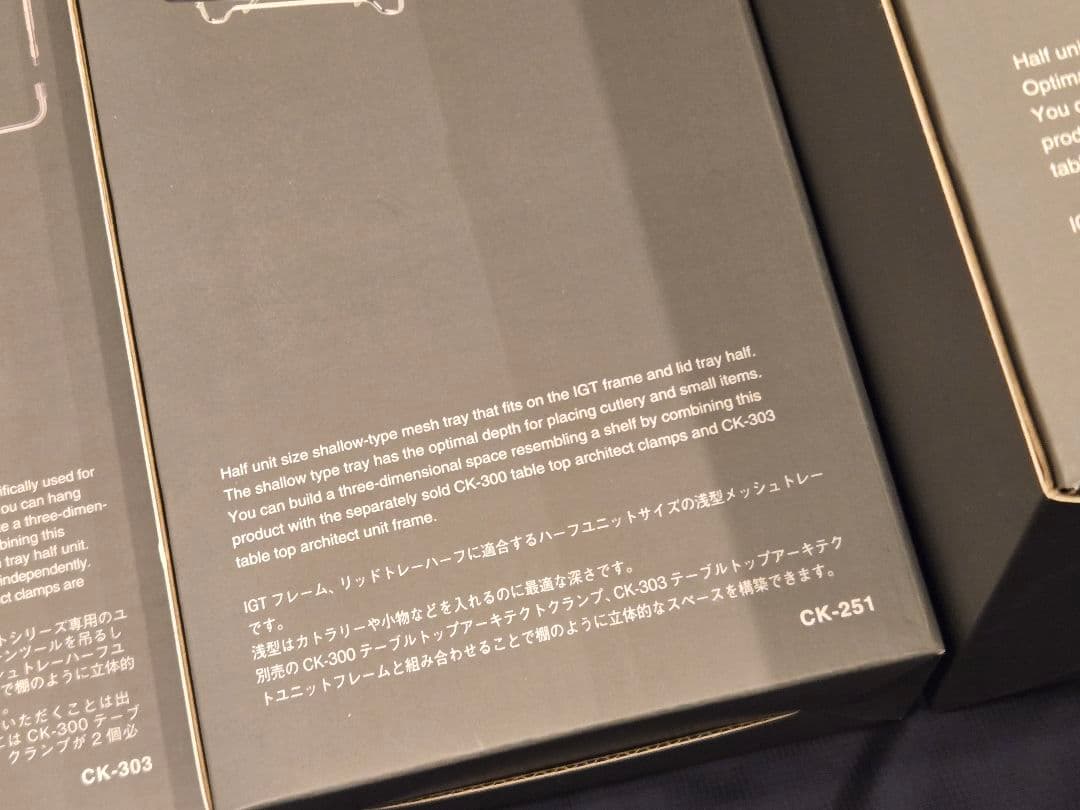 Half unit size shallow-type mesh tray that fits on the IGT frame and lid tray half.
The shallow type tray has the optimal depth for placing cutlery and small items.
You can build a three-dimensional space resembling a shelf by combining this
product with the separately sold CK-300 table top architect clamps and CK-303
table top architect unit frame.
IGT フレーム、リッドトレーハーフに適合するハーフユニットサイズの浅型メッシュトレー
です。
浅型はカトラリーや小物などを入れるのに最適な深さです。
別売の CK-300 テーブルトップアーキテクトクランプ、CK-303 テーブルトップアーキテク
トユニットフレームと組み合わせることで棚のように立体的なスペースを構築できます。
CK-251
ifically used for
ou can hang
e a three-dimen-
bining this
tray half unit.
independently.
ct clamps are
トシリーズ専用のユ
ンツールを吊るし
ュトレーハーフユ
で棚のように立体的
。
いただくことは出
は CK-300 テーブ
クランプが 2 個必
CK-303
Half uni
Optim
You c
prod
tab